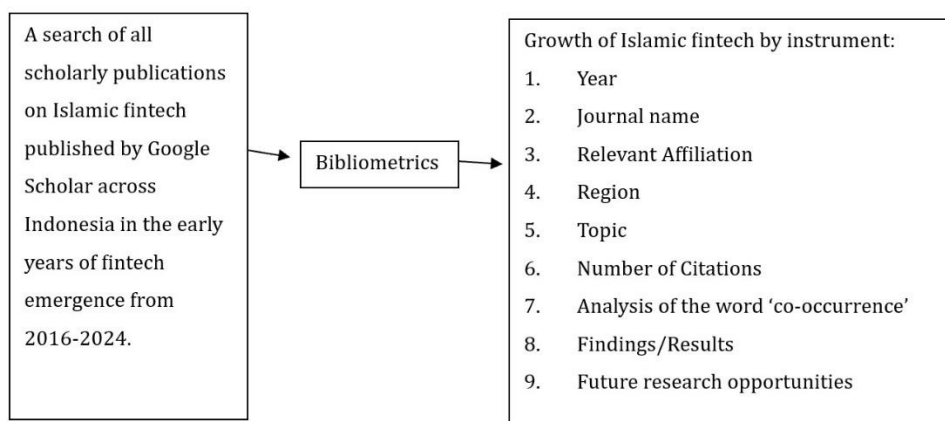 A search of all
scholarly publications
on Islamic fintech
published by Google
Scholar across
Indonesia in the early
years of fintech
emergence from
2016-2024.
Bibliometrics
Growth of Islamic fintech by instrument:
1. Year
2. Journal name
3. Relevant Affiliation
4. Region
5. Topic
6. Number of Citations
7. Analysis of the word ‘co-occurrence’
8. Findings/Results
9. Future research opportunities